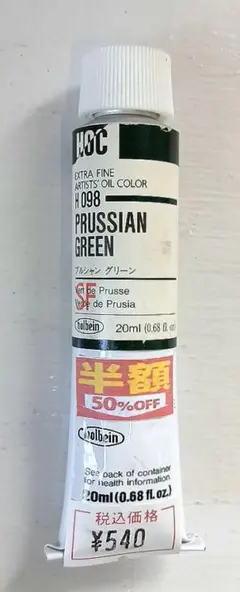 HOC
EXTRA FINE
ARTISTS' OIL COLOR
H 098
PRUSSIAN
GREEN
プルシャン グリーン
Vert de Prusse
SF
Verde de Prusia
holbein
20ml (0.68 fl. oz
半額
50%OFF
holbein
See back of container
for health information.
20ml (0.68 fl. oz.)
税込価格
¥540